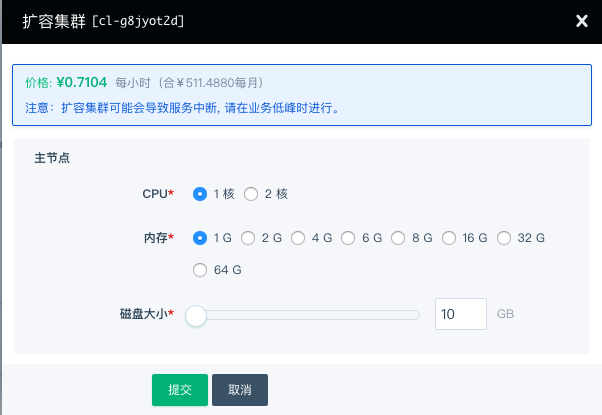 扩容集群 [cl-g8jyot2d]
价格: ¥0.7104 每小时 (合¥511.4880每月)
注意：扩容集群可能会导致服务中断, 请在业务低峰时进行。
主节点
CPU* 1 核 2 核
内存* 1 G 2 G 4 G 6 G 8 G 16 G 32 G
64 G
磁盘大小* 10 GB
提交 取消